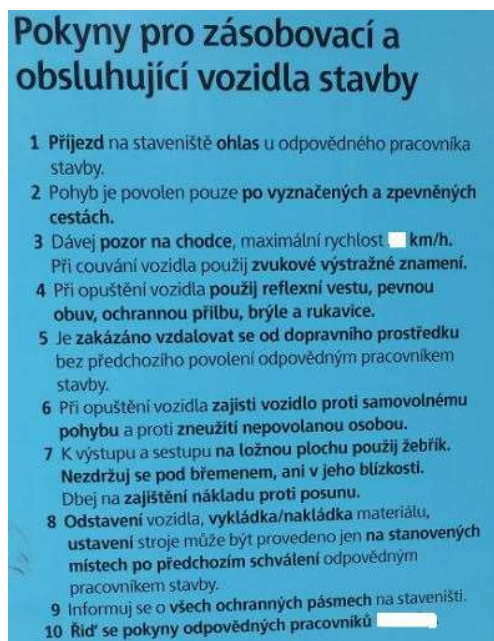 Pokyny pro zásobovací a
obsluhující vozidla stavby
1 Příjezd na staveniště ohlas u odpovědného pracovníka
stavby.
2 Pohyb je povolen pouze po vyznačených a zpevněných
cestách.
3 Dávej pozor na chodce, maximální rychlost km/h.
Při couvání vozidla použij zvukové výstražné znamení.
4 Při opuštění vozidla použij reflexní vestu, pevnou
obuv, ochrannou přilbu, brýle a rukavice.
5 Je zakázáno vzdalovat se od dopravního prostředku
bez předchozího povolení odpovědným pracovníkem
stavby.
6 Při opuštění vozidla zajisti vozidlo proti samovolnému
pohybu a proti zneužití nepovolanou osobou.
7 K výstupu a sestupu na ložnou plochu použij žebřík.
Nezdržuj se pod břemenem, ani v jeho blízkosti.
Dbej na zajištění nákladu proti posunu.
8 Odstavení vozidla, vykládka/nakládka materiálu,
ustavení stroje může být provedeno jen na stanovených
místech po předchozím schválení odpovědným
pracovníkem stavby.
9 Informuj se o všech ochranných pásmech na staveništi.
10 Řiď se pokyny odpovědných pracovníků